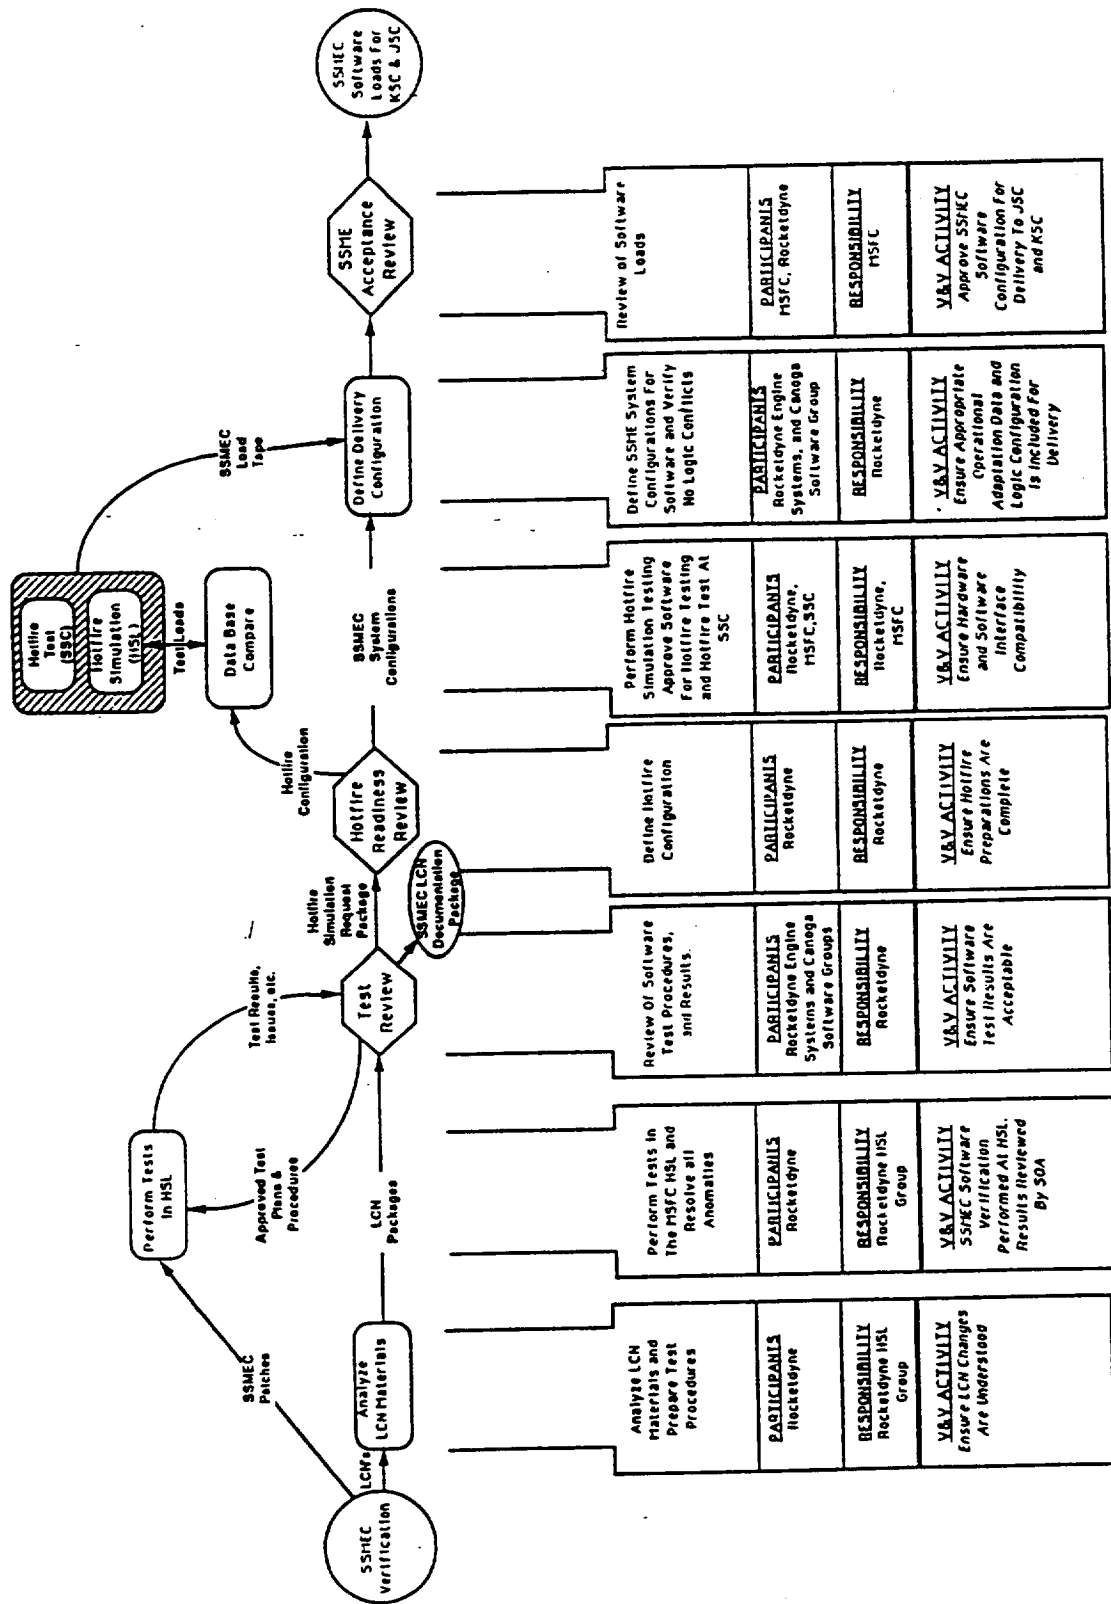 SSMEC
Verification
LCN's
SSMEC
Patches
Analyze
LCN Materials
LCN
Packages
Perform Tests
In HSL
Approved Test
Plans &
Procedures
Test Results,
Issues, etc.
Test
Review
Hotfire
Simulation
Request
Package
SSMEC LCN
Documentation
Package
Hotfire
Readiness
Review
Hotfire
Configuration
Data Base
Compare
Test Loads
Hotfire
Test
(SSC)
Hotfire
Simulation
(HSL)
SSMEC
System
Configurations
SSMEC
Load
Tape
Define Delivery
Configuration
SSME
Acceptance
Review
SSMEC
Software
Loads For
KSC & JSC
Analyze LCN
Materials and
Prepare Test
Procedures
PARTICIPANTS
Rocketdyne
RESPONSIBILITY
Rocketdyne HSL
Group
V&V ACTIVITY
Ensure LCN Changes
Are Understood
Perform Tests In
The MSFC HSL and
Resolve all
Anomalies
PARTICIPANTS
Rocketdyne
RESPONSIBILITY
Rocketdyne HSL
Group
V&V ACTIVITY
SSMEC Software
Verification
Performed At HSL.
Results Reviewed
By SQA
Review Of Software
Test Procedures,
and Results.
PARTICIPANTS
Rocketdyne Engine
Systems and Canoga
Software Groups
RESPONSIBILITY
Rocketdyne
V&V ACTIVITY
Ensure Software
Test Results Are
Acceptable
Define Hotfire
Configuration
PARTICIPANTS
Rocketdyne
RESPONSIBILITY
Rocketdyne
V&V ACTIVITY
Ensure Hotfire
Preparations Are
Complete
Perform Hotfire
Simulation Testing
Approve Software
For Hotfire Testing
and Hotfire Test At
SSC
PARTICIPANTS
Rocketdyne,
MSFC,SSC
RESPONSIBILITY
Rocketdyne,
MSFC
V&V ACTIVITY
Ensure Hardware
and Software
Interface
Compatibility
Define SSME System
Configurations For
Software and Verify
No Logic Conflicts
PARTICIPANTS
Rocketdyne Engine
Systems, and Canoga
Software Group
RESPONSIBILITY
Rocketdyne
V&V ACTIVITY
Ensure Appropriate
Operational
Adaptation Data and
Logic Configuration
Is Included For
Delivery
Review of Software
Loads
PARTICIPANTS
MSFC, Rocketdyne
RESPONSIBILITY
MSFC
V&V ACTIVITY
Approve SSMEC
Software
Configuration For
Delivery To JSC
and KSC